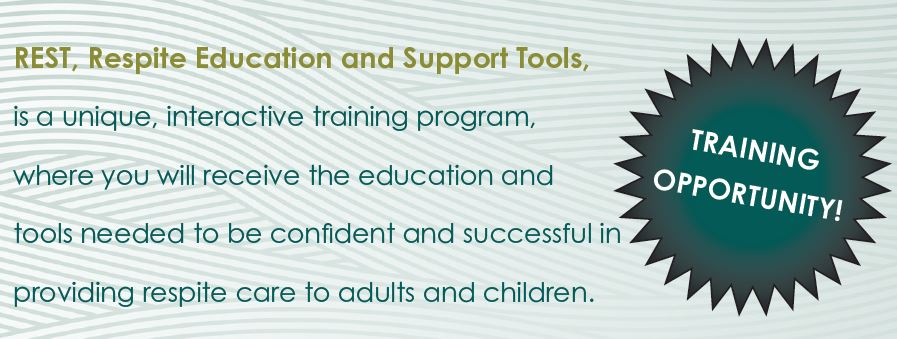 REST, Respite Education and Support Tools,
is a unique, interactive training program,
where you will receive the education and
tools needed to be confident and successful in
providing respite care to adults and children.
TRAINING
OPPORTUNITY!